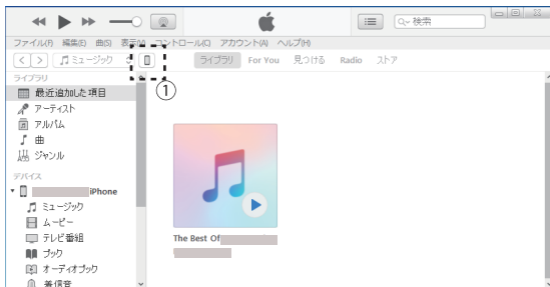 検索
ファイル(F) 編集(E) 曲(S) 表示(V) コントロール(C) アカウント(A) ヘルプ(H)
ミュージック
ライブラリ For You 見つける Radio ストア
①
ライブラリ
最近追加した項目
アーティスト
アルバム
曲
ジャンル
デバイス
iPhone
ミュージック
ムービー
テレビ番組
ブック
オーディオブック
着信音
The Best Of